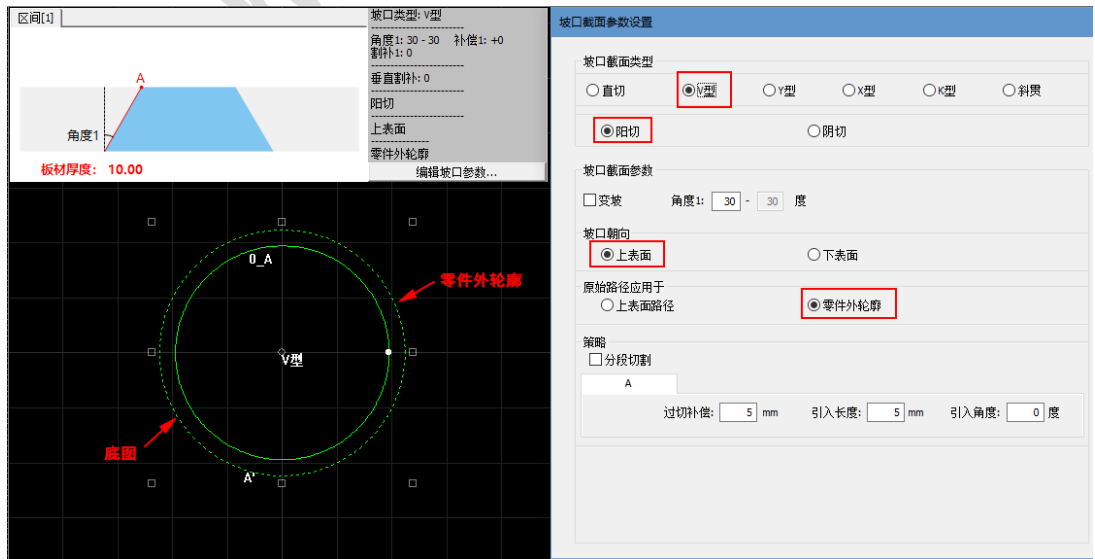 区间[1]
A
角度1
板材厚度： 10.00
坡口类型: V型
角度1: 30 - 30 补偿1: +0
割补1: 0
垂直割补: 0
阳切
上表面
零件外轮廓
编辑坡口参数...
0_A
零件外轮廓
V型
底图
A'
坡口截面参数设置
坡口截面类型
直切 V型 Y型 X型 K型 斜贯
阳切 阴切
坡口截面参数
变坡 角度1: 30 - 30 度
坡口朝向
上表面 下表面
原始路径应用于
上表面路径 零件外轮廓
策略
分段切割
A
过切补偿: 5 mm 引入长度: 5 mm 引入角度: 0 度